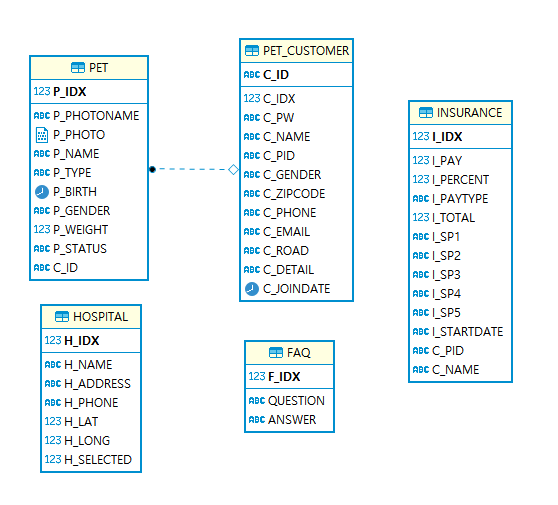 PET
123 P_IDX
ABC P_PHOTONAME
P_PHOTO
ABC P_NAME
ABC P_TYPE
P_BIRTH
ABC P_GENDER
123 P_WEIGHT
ABC P_STATUS
ABC C_ID
PET_CUSTOMER
ABC C_ID
123 C_IDX
ABC C_PW
ABC C_NAME
ABC C_PID
ABC C_GENDER
ABC C_ZIPCODE
ABC C_PHONE
ABC C_EMAIL
ABC C_ROAD
ABC C_DETAIL
C_JOINDATE
INSURANCE
123 I_IDX
123 I_PAY
123 I_PERCENT
ABC I_PAYTYPE
123 I_TOTAL
ABC I_SP1
ABC I_SP2
ABC I_SP3
ABC I_SP4
ABC I_SP5
ABC I_STARTDATE
ABC C_PID
ABC C_NAME
HOSPITAL
123 H_IDX
ABC H_NAME
ABC H_ADDRESS
ABC H_PHONE
123 H_LAT
123 H_LONG
123 H_SELECTED
FAQ
123 F_IDX
ABC QUESTION
ABC ANSWER